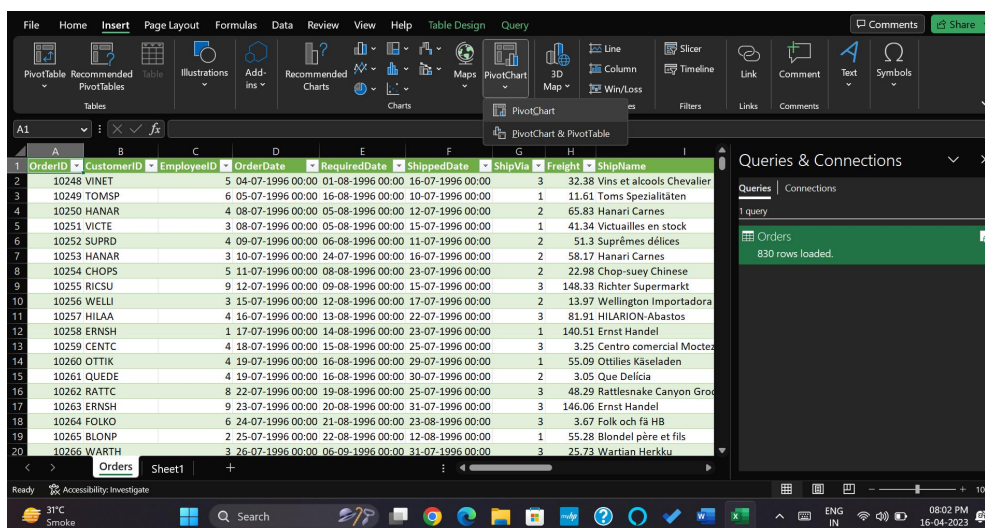 File Home Insert Page Layout Formulas Data Review View Help Table Design Query Comments Share
PivotTable Recommended PivotTables Table Illustrations Add-ins Recommended Charts Maps PivotChart 3D Map Line Column Win/Loss Slicer Timeline Link Comment Text Symbols
Tables Charts Filters Links Comments
PivotChart
PivotChart & PivotTable
A1 fx
A B C D E F G H I
1 OrderID CustomerID EmployeeID OrderDate RequiredDate ShippedDate ShipVia Freight ShipName
2 10248 VINET 5 04-07-1996 00:00 01-08-1996 00:00 16-07-1996 00:00 3 32.38 Vins et alcools Chevalier
3 10249 TOMSP 6 05-07-1996 00:00 16-08-1996 00:00 10-07-1996 00:00 1 11.61 Toms Spezialitäten
4 10250 HANAR 4 08-07-1996 00:00 05-08-1996 00:00 12-07-1996 00:00 2 65.83 Hanari Carnes
5 10251 VICTE 3 08-07-1996 00:00 05-08-1996 00:00 15-07-1996 00:00 1 41.34 Victuailles en stock
6 10252 SUPRD 4 09-07-1996 00:00 06-08-1996 00:00 11-07-1996 00:00 2 51.3 Suprêmes délices
7 10253 HANAR 3 10-07-1996 00:00 24-07-1996 00:00 16-07-1996 00:00 2 58.17 Hanari Carnes
8 10254 CHOPS 5 11-07-1996 00:00 08-08-1996 00:00 23-07-1996 00:00 2 22.98 Chop-suey Chinese
9 10255 RICSU 9 12-07-1996 00:00 09-08-1996 00:00 15-07-1996 00:00 3 148.33 Richter Supermarkt
10 10256 WELLI 3 15-07-1996 00:00 12-08-1996 00:00 17-07-1996 00:00 2 13.97 Wellington Importadora
11 10257 HILAA 4 16-07-1996 00:00 13-08-1996 00:00 22-07-1996 00:00 3 81.91 HILARION-Abastos
12 10258 ERNSH 1 17-07-1996 00:00 14-08-1996 00:00 23-07-1996 00:00 1 140.51 Ernst Handel
13 10259 CENTC 4 18-07-1996 00:00 15-08-1996 00:00 25-07-1996 00:00 3 3.25 Centro comercial Moctez
14 10260 OTTIK 4 19-07-1996 00:00 16-08-1996 00:00 29-07-1996 00:00 1 55.09 Ottilies Käseladen
15 10261 QUEDE 4 19-07-1996 00:00 16-08-1996 00:00 30-07-1996 00:00 2 3.05 Que Delícia
16 10262 RATTC 8 22-07-1996 00:00 19-08-1996 00:00 25-07-1996 00:00 3 48.29 Rattlesnake Canyon Groc
17 10263 ERNSH 9 23-07-1996 00:00 20-08-1996 00:00 31-07-1996 00:00 3 146.06 Ernst Handel
18 10264 FOLKO 6 24-07-1996 00:00 21-08-1996 00:00 23-08-1996 00:00 3 3.67 Folk och fä HB
19 10265 BLONP 2 25-07-1996 00:00 22-08-1996 00:00 12-08-1996 00:00 1 55.28 Blondel père et fils
20 10266 WARTH 3 26-07-1996 00:00 06-09-1996 00:00 31-07-1996 00:00 3 25.73 Wartian Herkku
Queries & Connections
Queries Connections
1 query
Orders
830 rows loaded.
Orders Sheet1 +
Ready Accessibility: Investigate
31°C
Smoke
Search
ENG
IN
08:02 PM
16-04-2023